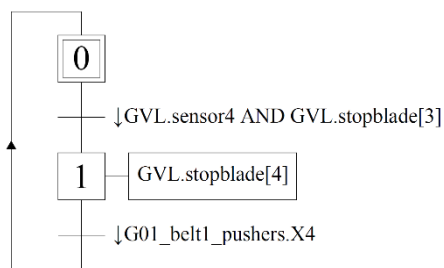 0
↓GVL.sensor4 AND GVL.stopblade[3]
1
GVL.stopblade[4]
↓G01_belt1_pushers.X4